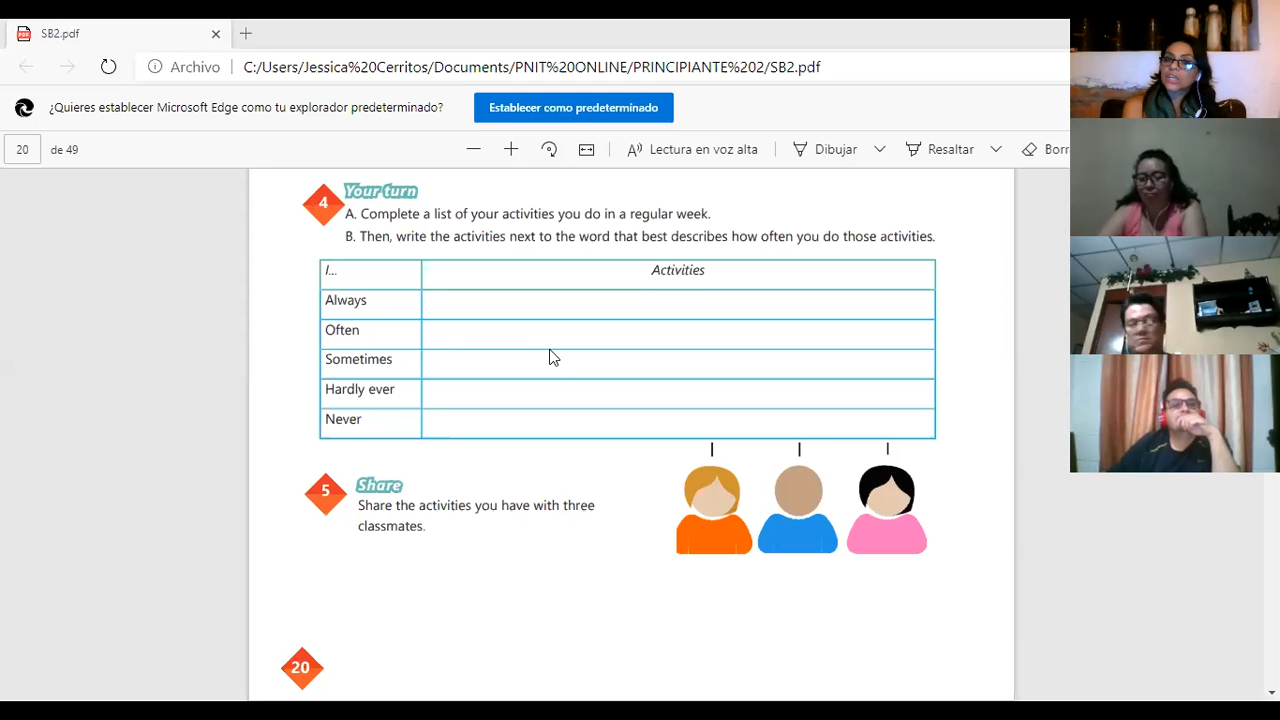 SB2.pdf
Archivo C:/Users/Jessica%20Cerritos/Documents/PNIT%20ONLINE/PRINCIPIANTE%202/SB2.pdf
¿Quieres establecer Microsoft Edge como tu explorador predeterminado? Establecer como predeterminado
20 de 49 Lectura en voz alta Dibujar Resaltar Borr
4 Your turn
A. Complete a list of your activities you do in a regular week.
B. Then, write the activities next to the word that best describes how often you do those activities.
I... Activities
Always
Often
Sometimes
Hardly ever
Never
5 Share
Share the activities you have with three
classmates.
20